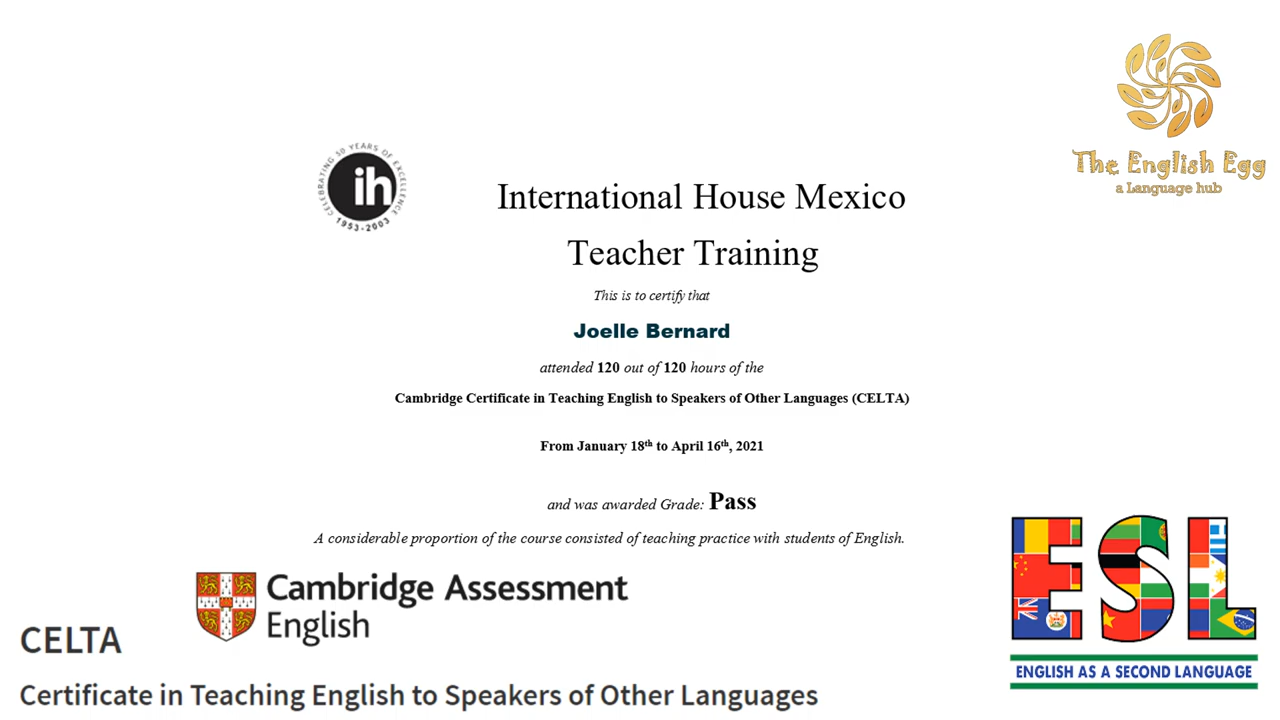 The English Egg
a Language hub
CELEBRATING 50 YEARS OF EXCELLENCE
ih
1953-2003
International House Mexico
Teacher Training
This is to certify that
Joelle Bernard
attended 120 out of 120 hours of the
Cambridge Certificate in Teaching English to Speakers of Other Languages (CELTA)
From January 18th to April 16th, 2021
and was awarded Grade: Pass
A considerable proportion of the course consisted of teaching practice with students of English.
Cambridge Assessment
English
CELTA
Certificate in Teaching English to Speakers of Other Languages
ESL
ENGLISH AS A SECOND LANGUAGE